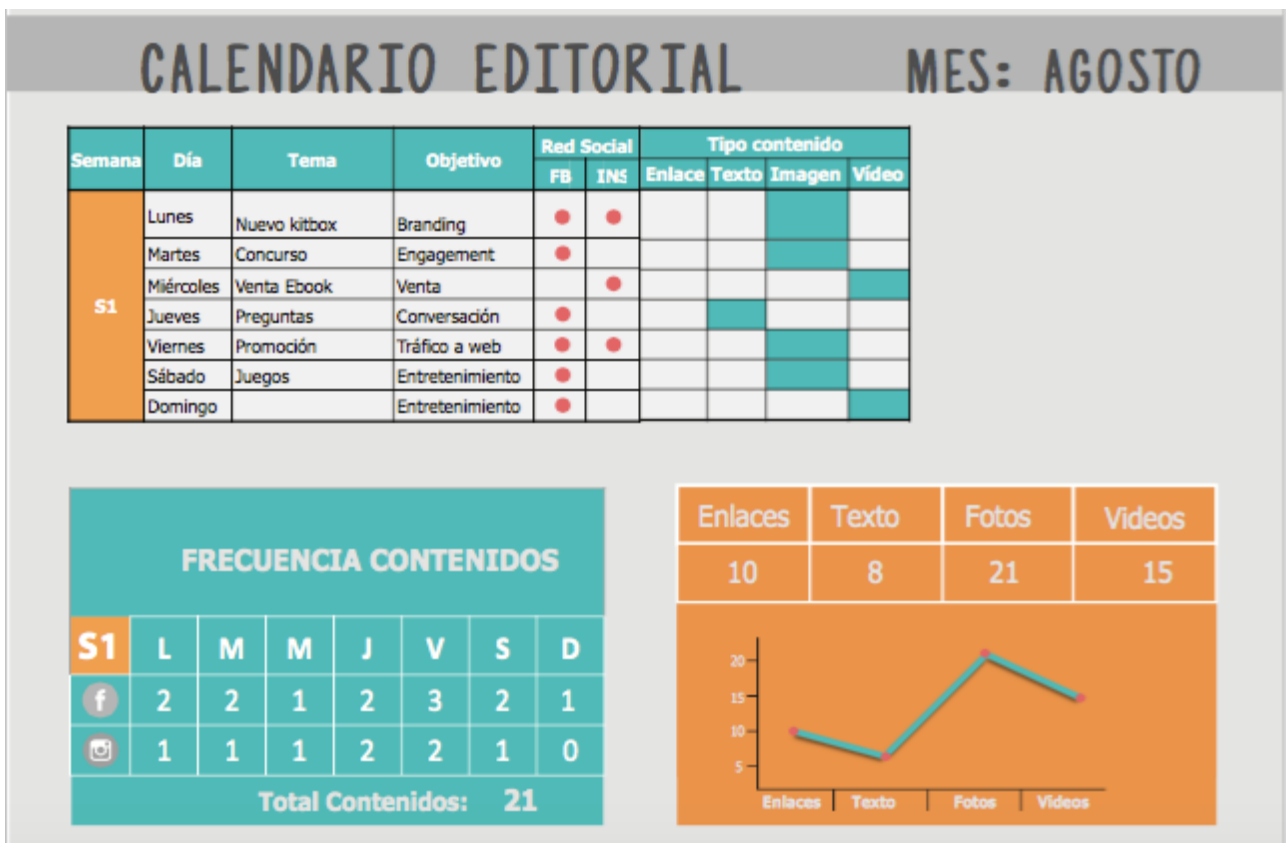 CALENDARIO EDITORIAL MES: AGOSTO
Semana Día Tema Objetivo Red Social Tipo contenido
FB INS Enlace Texto Imagen Vídeo
S1
Lunes Nuevo kitbox Branding
Martes Concurso Engagement
Miércoles Venta Ebook Venta
Jueves Preguntas Conversación
Viernes Promoción Tráfico a web
Sábado Juegos Entretenimiento
Domingo Entretenimiento
FRECUENCIA CONTENIDOS
S1 L M M J V S D
2 2 1 2 3 2 1
1 1 1 2 2 1 0
Total Contenidos: 21
Enlaces Texto Fotos Videos
10 8 21 15
20
15
10
5
Enlaces Texto Fotos Vídeos